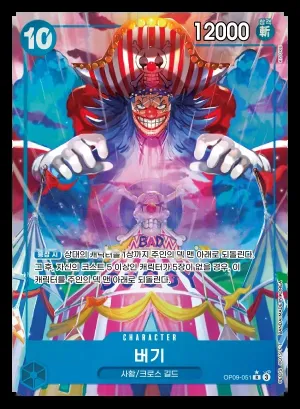 10
12000
참격
斬
BAD
등장 시 상대의 캐릭터를 1장까지 주인의 덱 맨 아래로 되돌린다.
그 후, 자신의 코스트 5 이상인 캐릭터가 5장이 없을 경우, 이
캐릭터를 주인의 덱 맨 아래로 되돌린다.
CHARACTER
버기
사황/크로스 길드
OP09-051